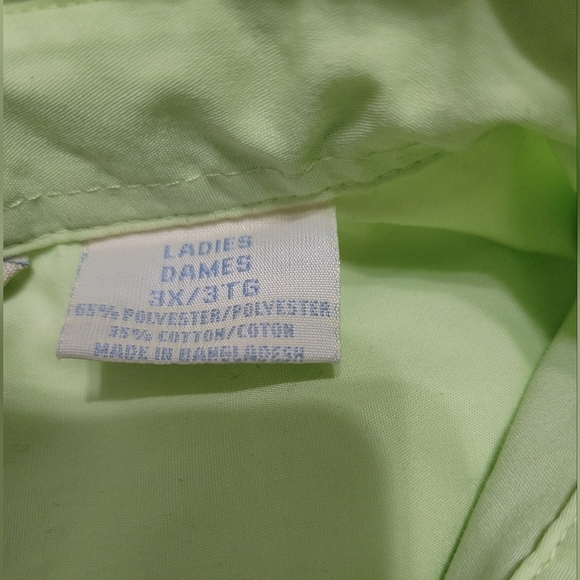 LADIES
DAMES
3X/3TG
65% POLYESTER/POLYESTER
35% COTTON/COTON
MADE IN BANGLADESH